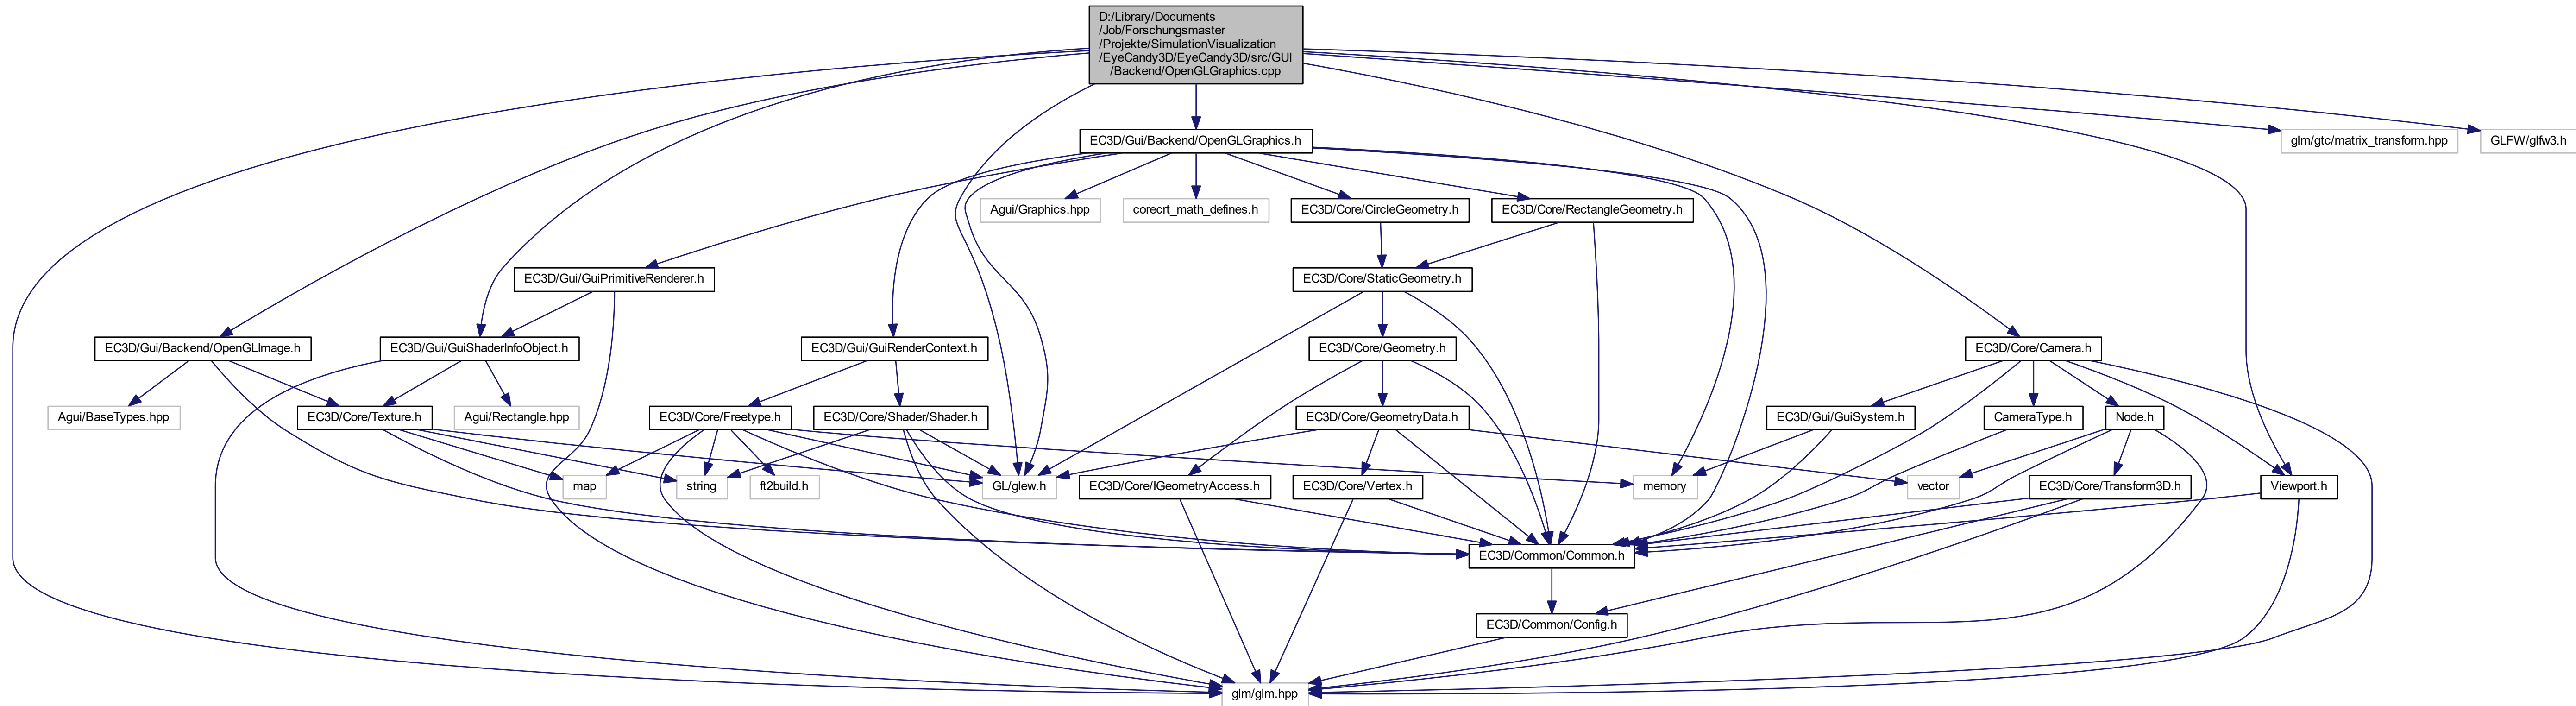 D:/Library/Documents
/Job/Forschungsmaster
/Projekte/SimulationVisualization
/EyeCandy3D/EyeCandy3D/src/GUI
/Backend/OpenGLGraphics.cpp
EC3D/Gui/Backend/OpenGLGraphics.h
glm/gtc/matrix_transform.hpp
GLFW/glfw3.h
Agui/Graphics.hpp
corecrt_math_defines.h
EC3D/Core/CircleGeometry.h
EC3D/Core/RectangleGeometry.h
EC3D/Gui/GuiPrimitiveRenderer.h
EC3D/Core/StaticGeometry.h
EC3D/Gui/Backend/OpenGLImage.h
EC3D/Gui/GuiShaderInfoObject.h
EC3D/Gui/GuiRenderContext.h
EC3D/Core/Geometry.h
EC3D/Core/Camera.h
Agui/BaseTypes.hpp
EC3D/Core/Texture.h
Agui/Rectangle.hpp
EC3D/Core/Freetype.h
EC3D/Core/Shader/Shader.h
EC3D/Core/GeometryData.h
EC3D/Gui/GuiSystem.h
CameraType.h
Node.h
map
string
ft2build.h
GL/glew.h
EC3D/Core/IGeometryAccess.h
EC3D/Core/Vertex.h
memory
vector
EC3D/Core/Transform3D.h
Viewport.h
EC3D/Common/Common.h
EC3D/Common/Config.h
glm/glm.hpp